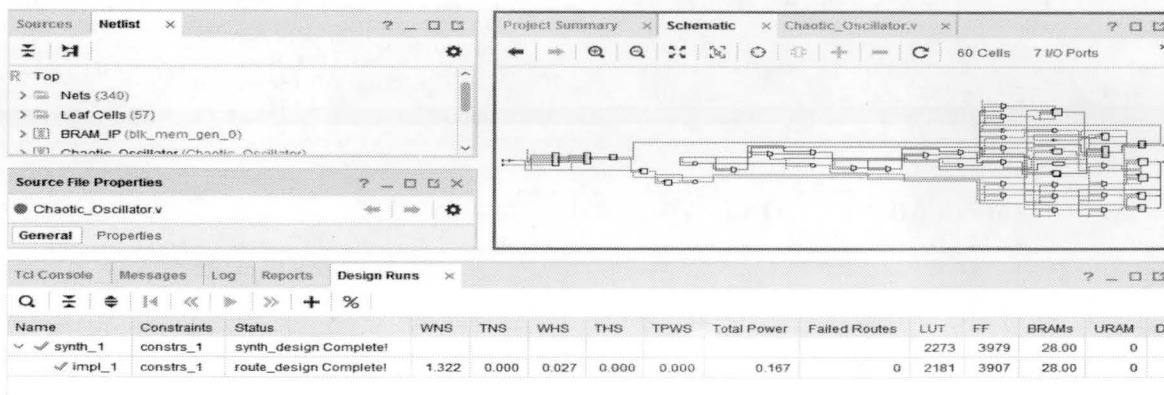 Sources Netlist × ? _
R Top
> Nets (340)
> Leaf Cells (57)
> BRAM_IP (blk_mem_gen_0)
> Chaotic_Oscillator (Chaotic_Oscillator)
Source File Properties ? _ ×
Chaotic_Oscillator.v
General Properties
Project Summary × Schematic × Chaotic_Oscillator.v × ?
60 Cells 7 I/O Ports
Tcl Console Messages Log Reports Design Runs × ? _
Name Constraints Status WNS TNS WHS THS TPWS Total Power Failed Routes LUT FF BRAMs URAM D
synth_1 constrs_1 synth_design Complete! 2273 3979 28.00 0
impl_1 constrs_1 route_design Complete! 1.322 0.000 0.027 0.000 0.000 0.167 0 2181 3907 28.00 0